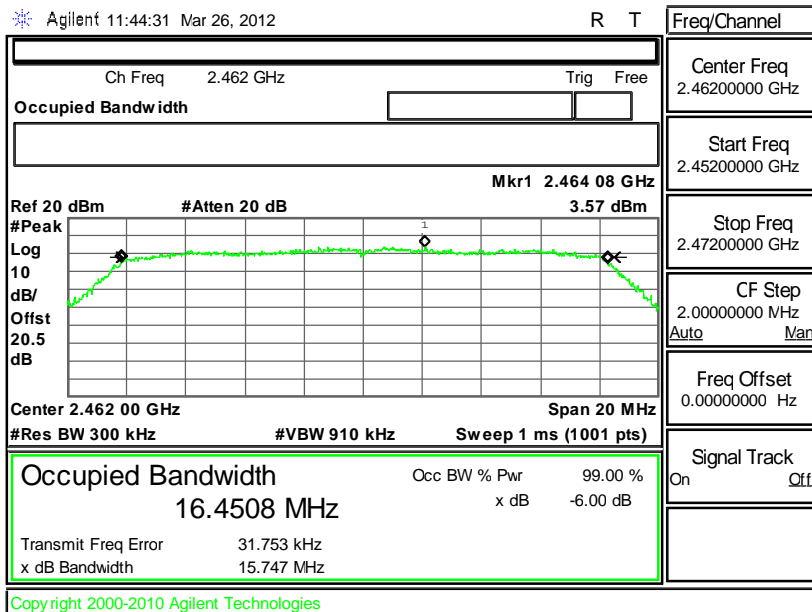 Agilent 11:44:31 Mar 26, 2012 R T
Freq/Channel
Ch Freq 2.462 GHz Trig Free
Occupied Bandwidth
Center Freq
2.46200000 GHz
Start Freq
2.45200000 GHz
Stop Freq
2.47200000 GHz
CF Step
2.00000000 MHz
Auto Man
Freq Offset
0.00000000 Hz
Signal Track
On Off
Mkr1 2.464 08 GHz
Ref 20 dBm #Atten 20 dB 3.57 dBm
#Peak
Log
10
dB/
Offst
20.5
dB
1
Center 2.462 00 GHz Span 20 MHz
#Res BW 300 kHz #VBW 910 kHz Sweep 1 ms (1001 pts)
Occupied Bandwidth
16.4508 MHz
Occ BW % Pwr 99.00 %
x dB -6.00 dB
Transmit Freq Error 31.753 kHz
x dB Bandwidth 15.747 MHz
Copyright 2000-2010 Agilent Technologies